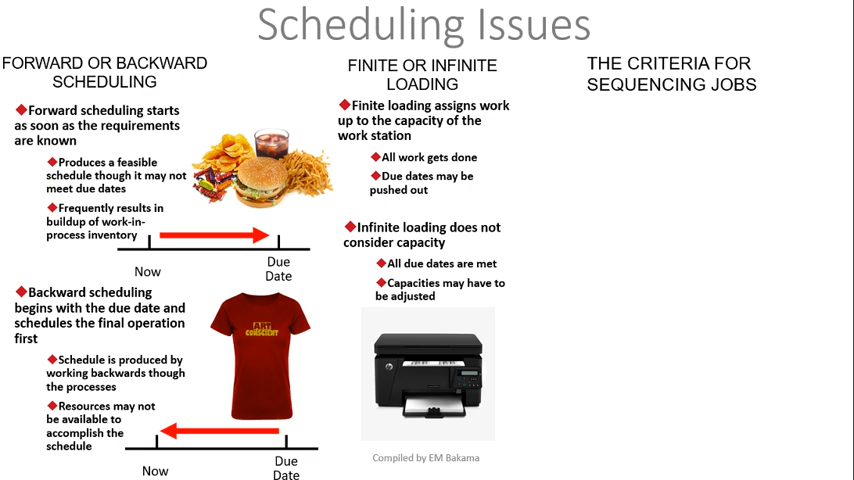 Scheduling Issues
FORWARD OR BACKWARD
SCHEDULING
Forward scheduling starts
as soon as the requirements
are known
Produces a feasible
schedule though it may not
meet due dates
Frequently results in
buildup of work-in-
process inventory
Now
Due
Date
Backward scheduling
begins with the due date and
schedules the final operation
first
Schedule is produced by
working backwards though
the processes
Resources may not
be available to
accomplish the
schedule
ART
CONSCIENT
Now
Due
Date
FINITE OR INFINITE
LOADING
Finite loading assigns work
up to the capacity of the
work station
All work gets done
Due dates may be
pushed out
Infinite loading does not
consider capacity
All due dates are met
Capacities may have to
be adjusted
hp
Compiled by EM Bakama
THE CRITERIA FOR
SEQUENCING JOBS